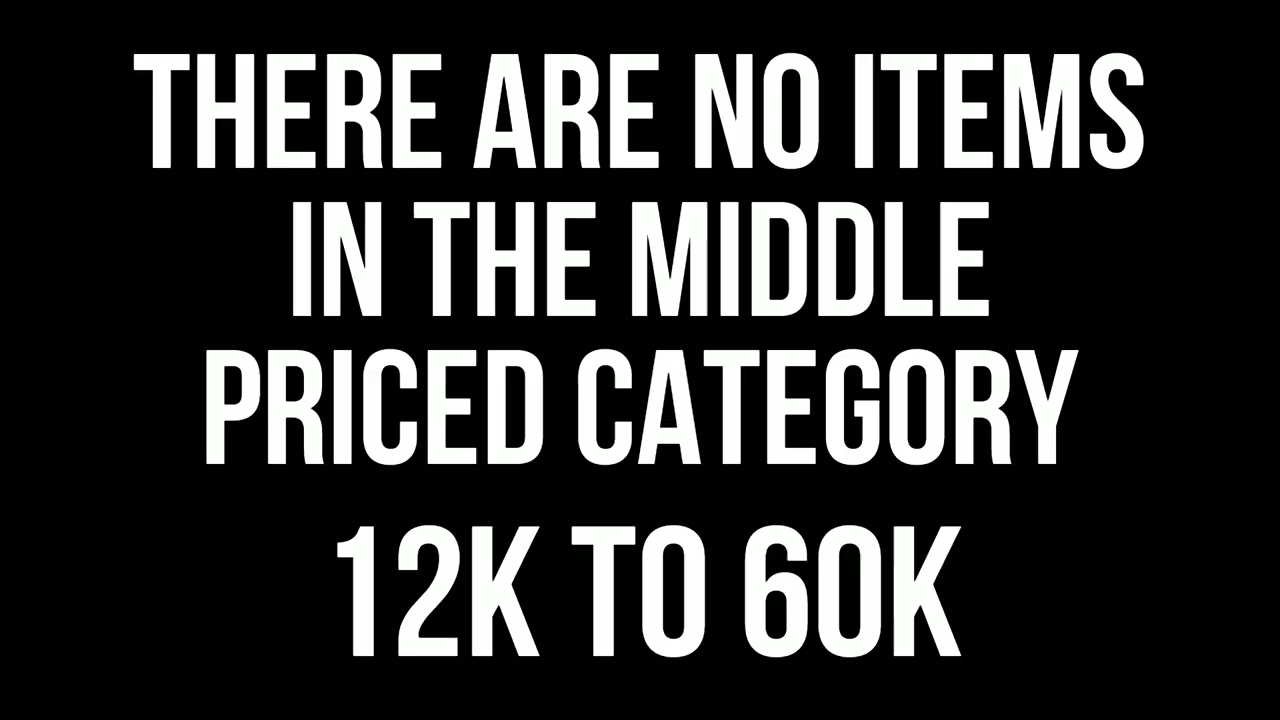 THERE ARE NO ITEMS
IN THE MIDDLE
PRICED CATEGORY
12K TO 60K